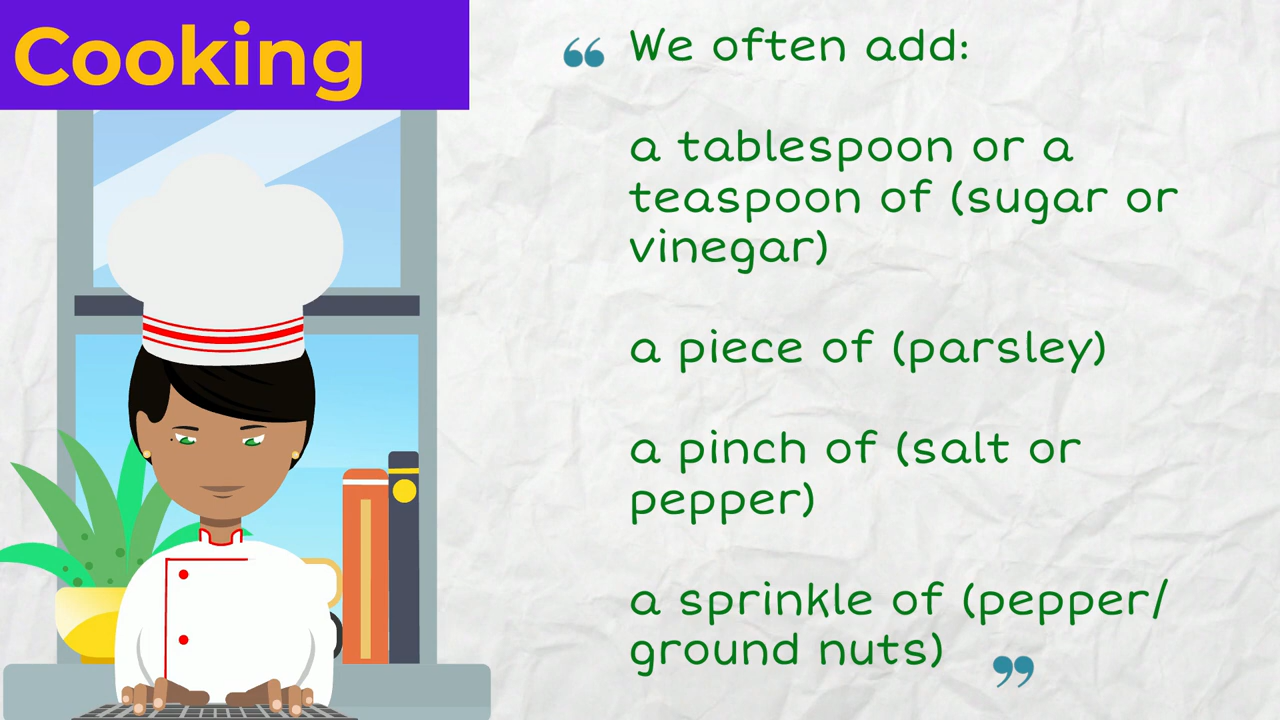 Cooking
“ We often add:
a tablespoon or a
teaspoon of (sugar or
vinegar)
a piece of (parsley)
a pinch of (salt or
pepper)
a sprinkle of (pepper/
ground nuts) ”